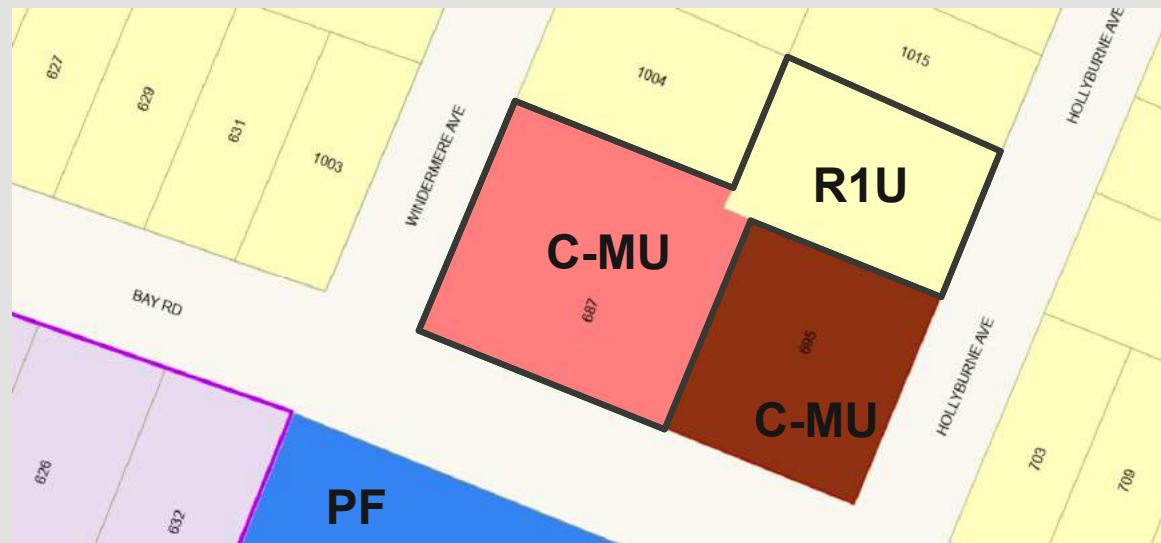 627
629
631
1003
WINDERMERE AVE
1004
1015
HOLLYBURNE AVE
R1U
C-MU
687
695
C-MU
HOLLYBURNE AVE
BAY RD
703
709
626
632
PF